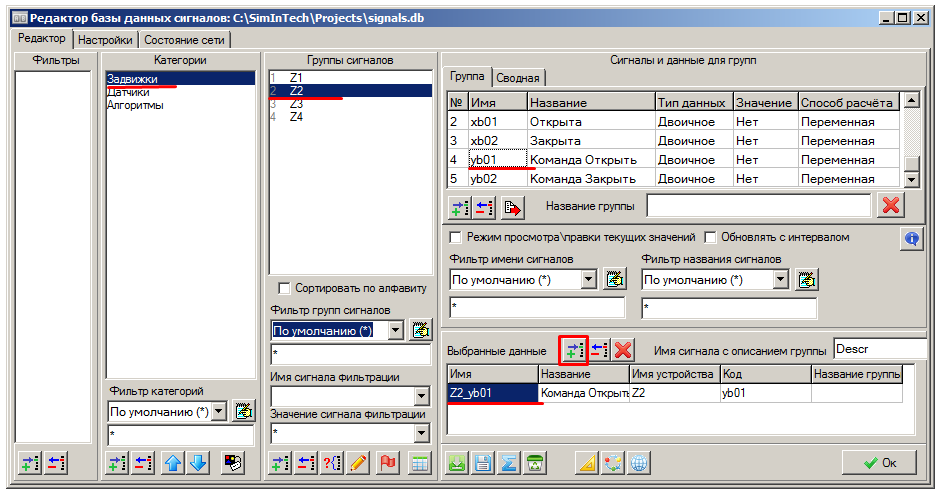 Редактор базы данных сигналов: C:\SimInTech\Projects\signals.db
Редактор Настройки Состояние сети
Фильтры
Категории
Задвижки
Датчики
Алгоритмы
Фильтр категорий
По умолчанию (*)
*
Группы сигналов
1 Z1
2 Z2
3 Z3
4 Z4
Сортировать по алфавиту
Фильтр групп сигналов
По умолчанию (*)
*
Имя сигнала фильтрации
Значение сигнала фильтрации
*
Сигналы и данные для групп
Группа Сводная
№ Имя Название Тип данных Значение Способ расчёта
2 xb01 Открыта Двоичное Нет Переменная
3 xb02 Закрыта Двоичное Нет Переменная
4 yb01 Команда Открыть Двоичное Нет Переменная
5 yb02 Команда Закрыть Двоичное Нет Переменная
Название группы
Режим просмотра\правки текущих значений Обновлять с интервалом
Фильтр имени сигналов Фильтр названия сигналов
По умолчанию (*) По умолчанию (*)
* *
Выбранные данные Имя сигнала с описанием группы Descr
Имя Название Имя устройства Код Название группы
Z2_yb01 Команда Открыть Z2 yb01
Ок